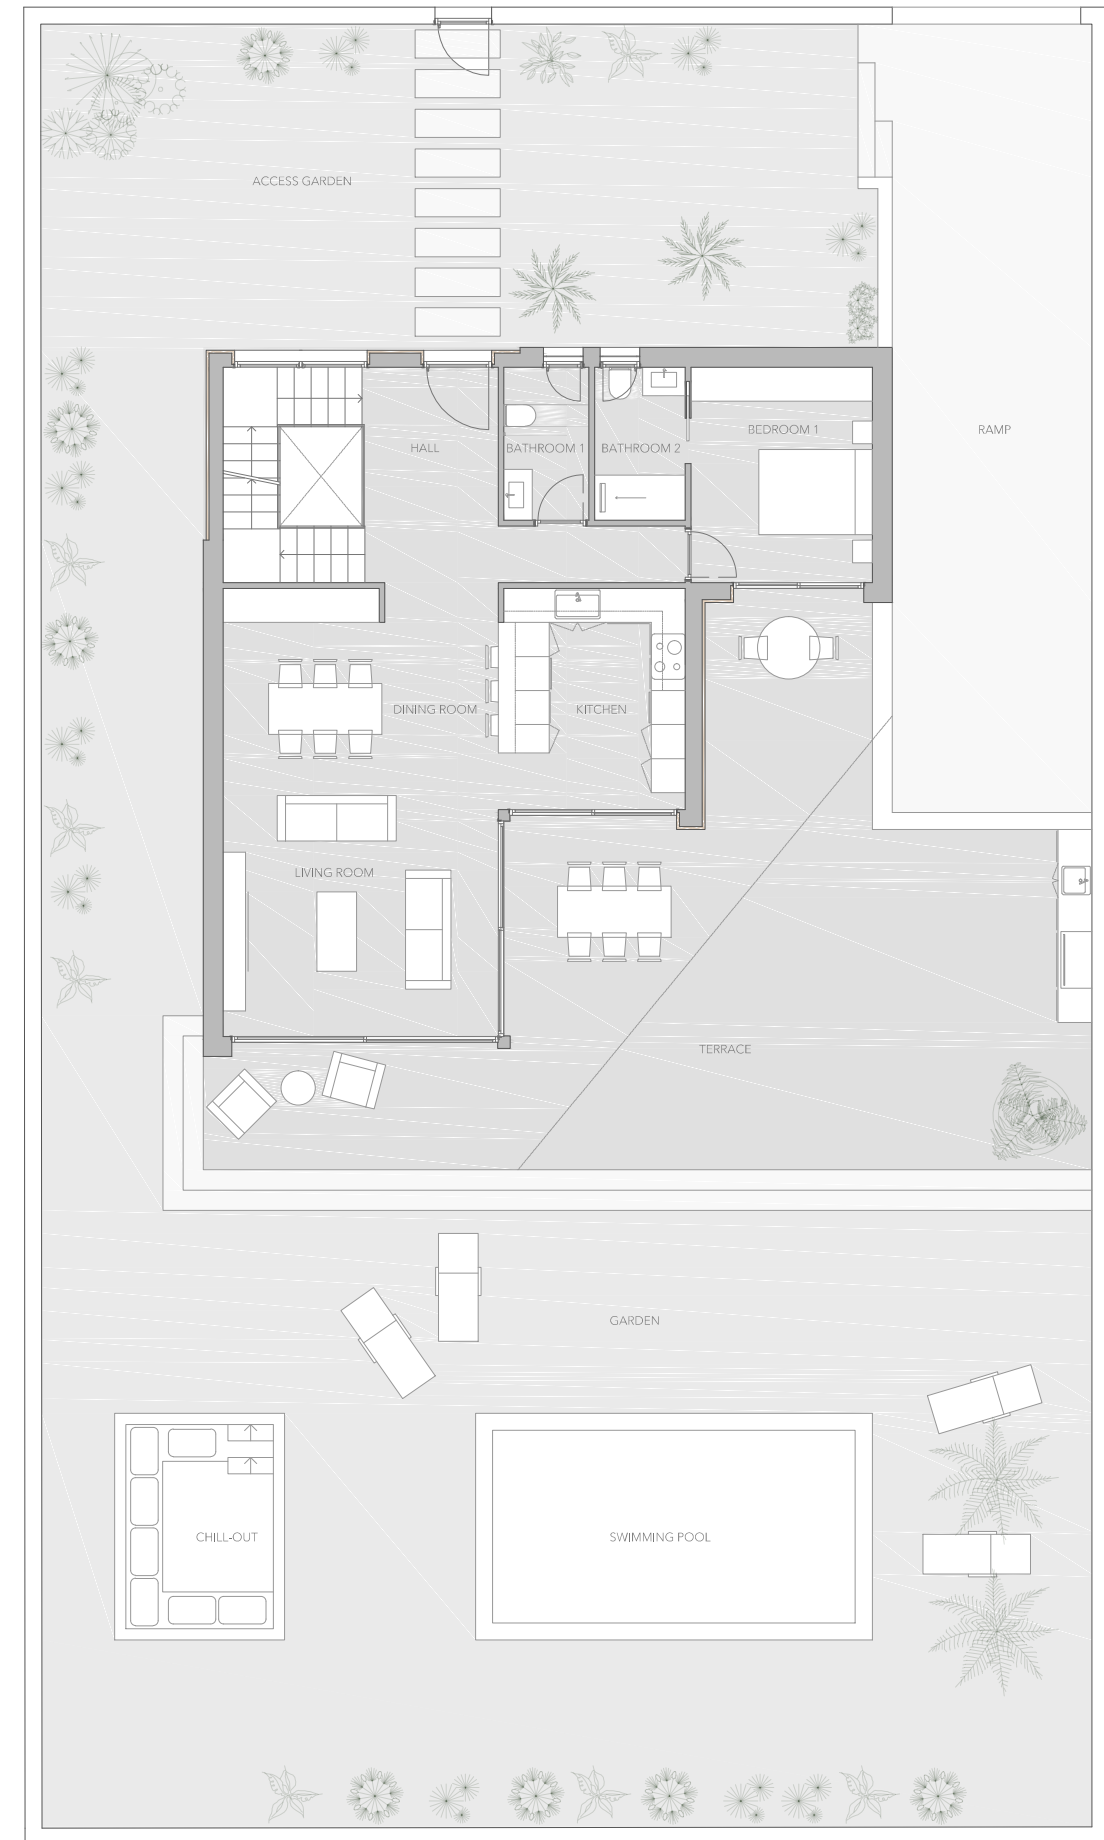 ACCESS GARDEN
RAMP
HALL
BATHROOM 1
BATHROOM 2
BEDROOM 1
DINING ROOM
KITCHEN
LIVING ROOM
TERRACE
GARDEN
CHILL-OUT
SWIMMING POOL